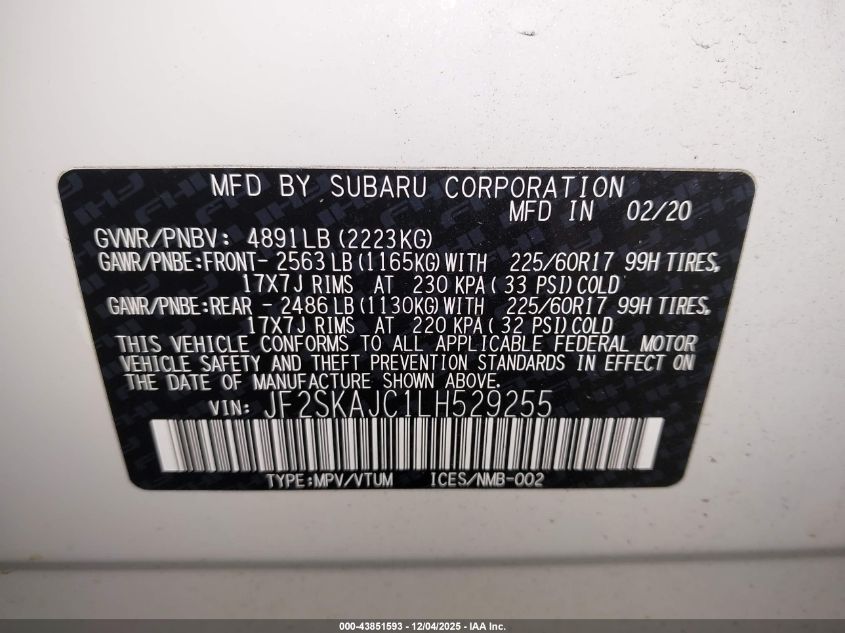 MFD BY SUBARU CORPORATION
MFD IN 02/20
GVWR/PNBV: 4891LB (2223KG)
GAWR/PNBE:FRONT- 2563 LB (1165KG) WITH 225/60R17 99H TIRES,
17X7J RIMS AT 230 KPA ( 33 PSI) COLD
GAWR/PNBE:REAR - 2486 LB (1130KG) WITH 225/60R17 99H TIRES,
17X7J RIMS AT 220 KPA ( 32 PSI) COLD
THIS VEHICLE CONFORMS TO ALL APPLICABLE FEDERAL MOTOR
VEHICLE SAFETY AND THEFT PREVENTION STANDARDS IN EFFECT ON
THE DATE OF MANUFACTURE SHOWN ABOVE.
VIN: JF2SKAJC1LH529255
TYPE:MPV/VTUM ICES/NMB-002
000-43851593 - 12/04/2025 - IAA Inc.